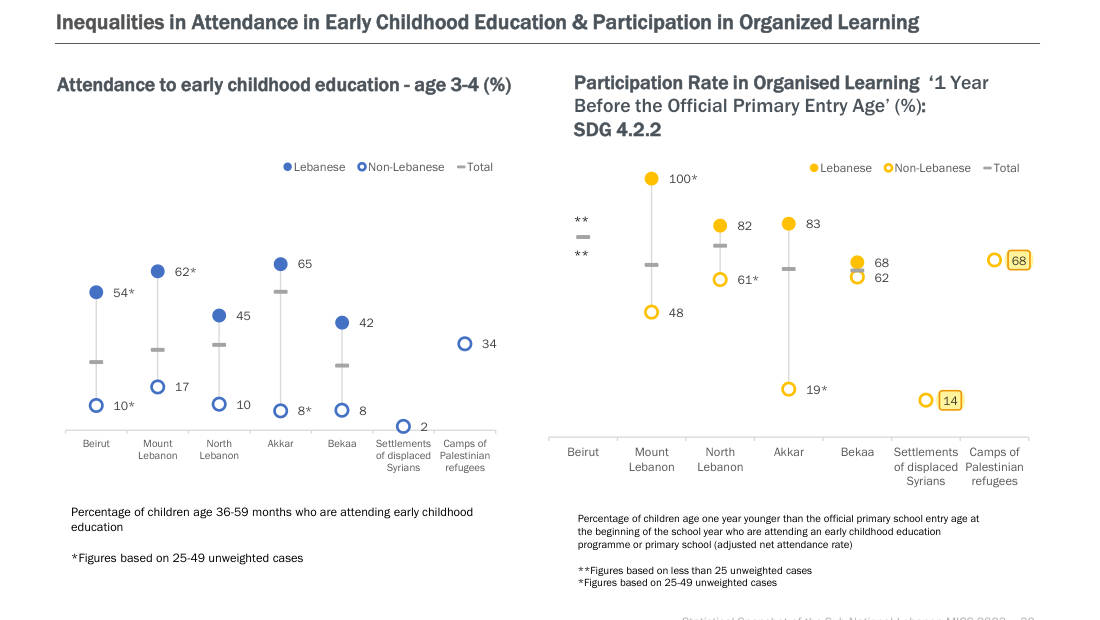 Inequalities in Attendance in Early Childhood Education & Participation in Organized Learning
Attendance to early childhood education - age 3-4 (%)
Lebanese Non-Lebanese Total
54*
10*
62*
17
45
10
65
8*
42
8
2
34
Beirut
Mount
Lebanon
North
Lebanon
Akkar
Bekaa
Settlements
of displaced
Syrians
Camps of
Palestinian
refugees
Percentage of children age 36-59 months who are attending early childhood
education
*Figures based on 25-49 unweighted cases
Participation Rate in Organised Learning ‘1 Year
Before the Official Primary Entry Age’ (%):
SDG 4.2.2
Lebanese Non-Lebanese Total
**
**
100*
48
82
61*
83
19*
68
62
14
68
Beirut
Mount
Lebanon
North
Lebanon
Akkar
Bekaa
Settlements
of displaced
Syrians
Camps of
Palestinian
refugees
Percentage of children age one year younger than the official primary school entry age at
the beginning of the school year who are attending an early childhood education
programme or primary school (adjusted net attendance rate)
**Figures based on less than 25 unweighted cases
*Figures based on 25-49 unweighted cases